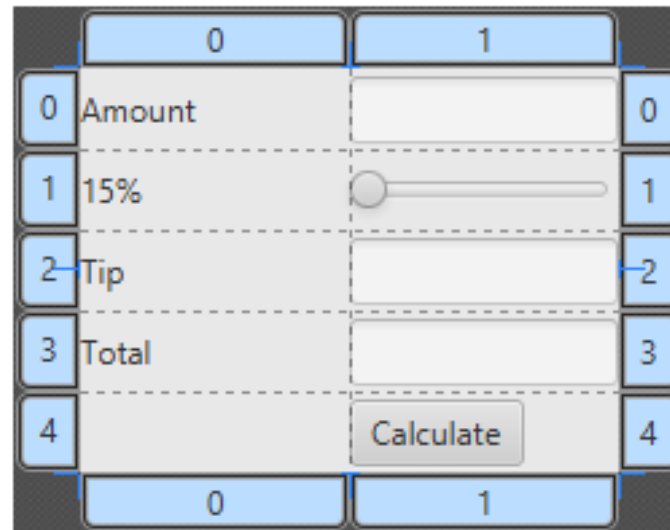 0 1
0 Amount 0
1 15% 1
2 Tip 2
3 Total 3
4 Calculate 4
0 1